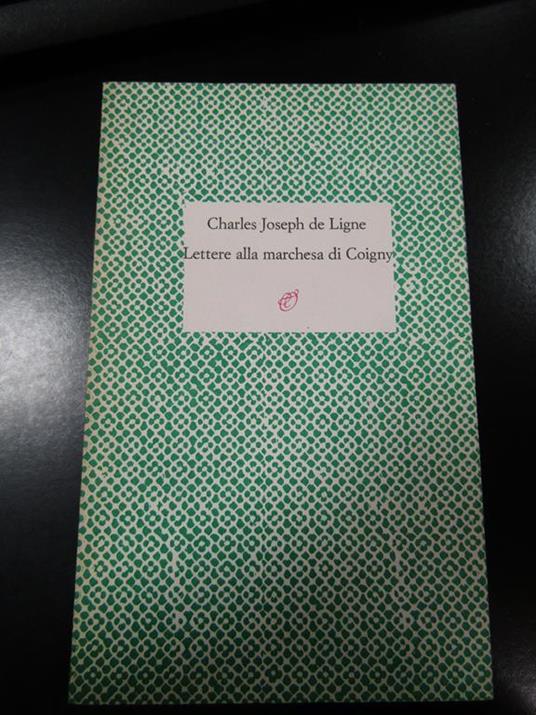 Charles Joseph de Ligne
Lettere alla marchesa di Coigny